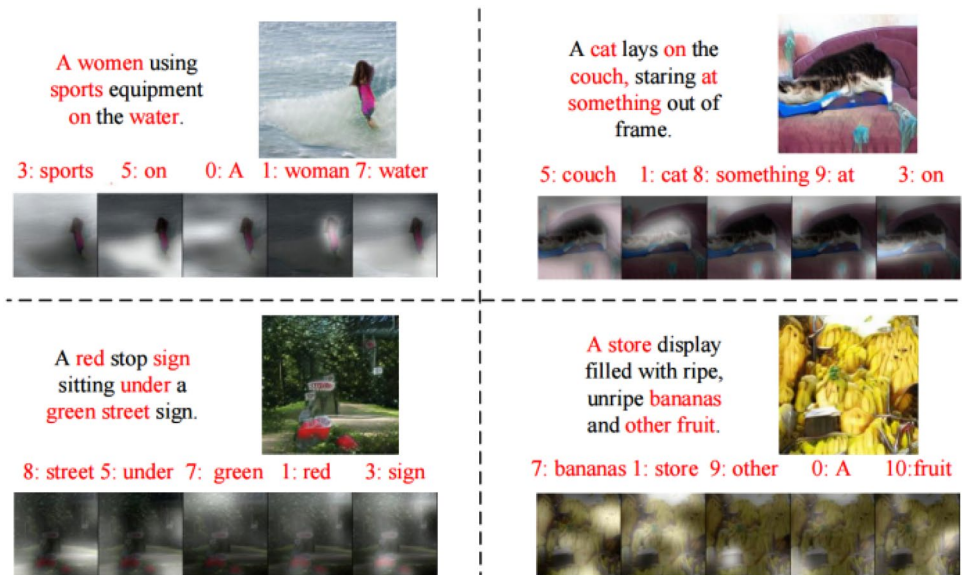 A women using
sports equipment
on the water.
3: sports 5: on 0: A 1: woman 7: water
A cat lays on the
couch, staring at
something out of
frame.
5: couch 1: cat 8: something 9: at 3: on
A red stop sign
sitting under a
green street sign.
8: street 5: under 7: green 1: red 3: sign
A store display
filled with ripe,
unripe bananas
and other fruit.
7: bananas 1: store 9: other 0: A 10:fruit